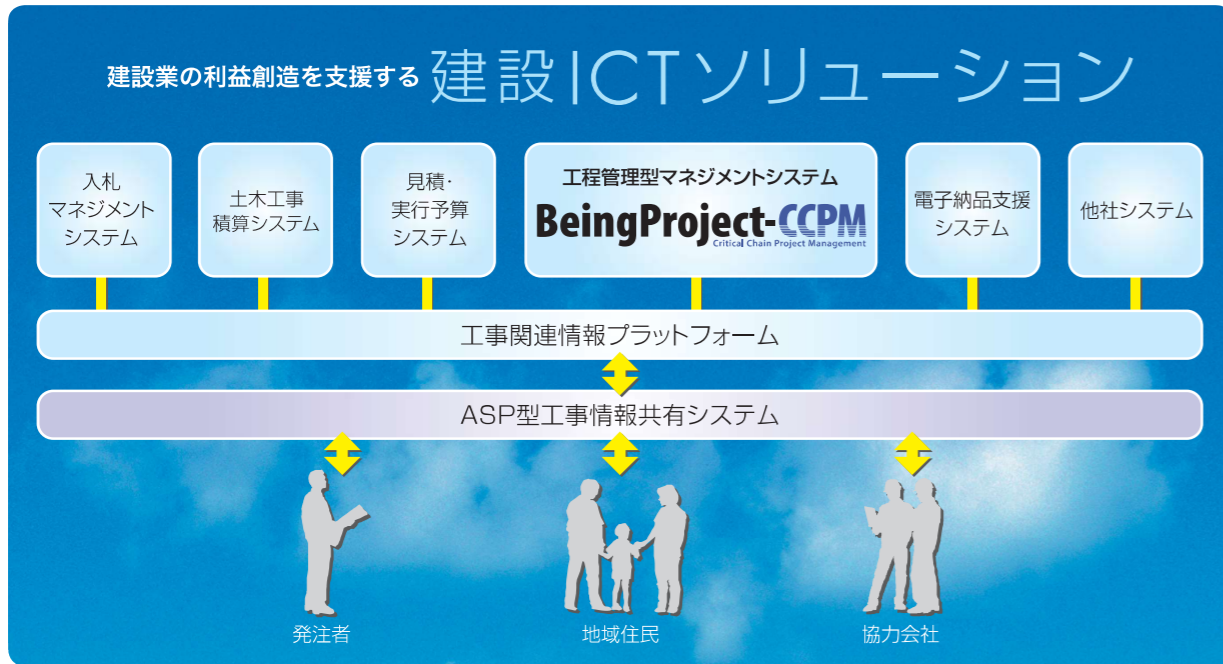 建設業の利益創造を支援する 建設ICTソリューション
入札
マネジメント
システム
土木工事
積算システム
見積・
実行予算
システム
工程管理型マネジメントシステム
BeingProject-CCPM
Critical Chain Project Management
電子納品支援
システム
他社システム
工事関連情報プラットフォーム
ASP型工事情報共有システム
発注者
地域住民
協力会社